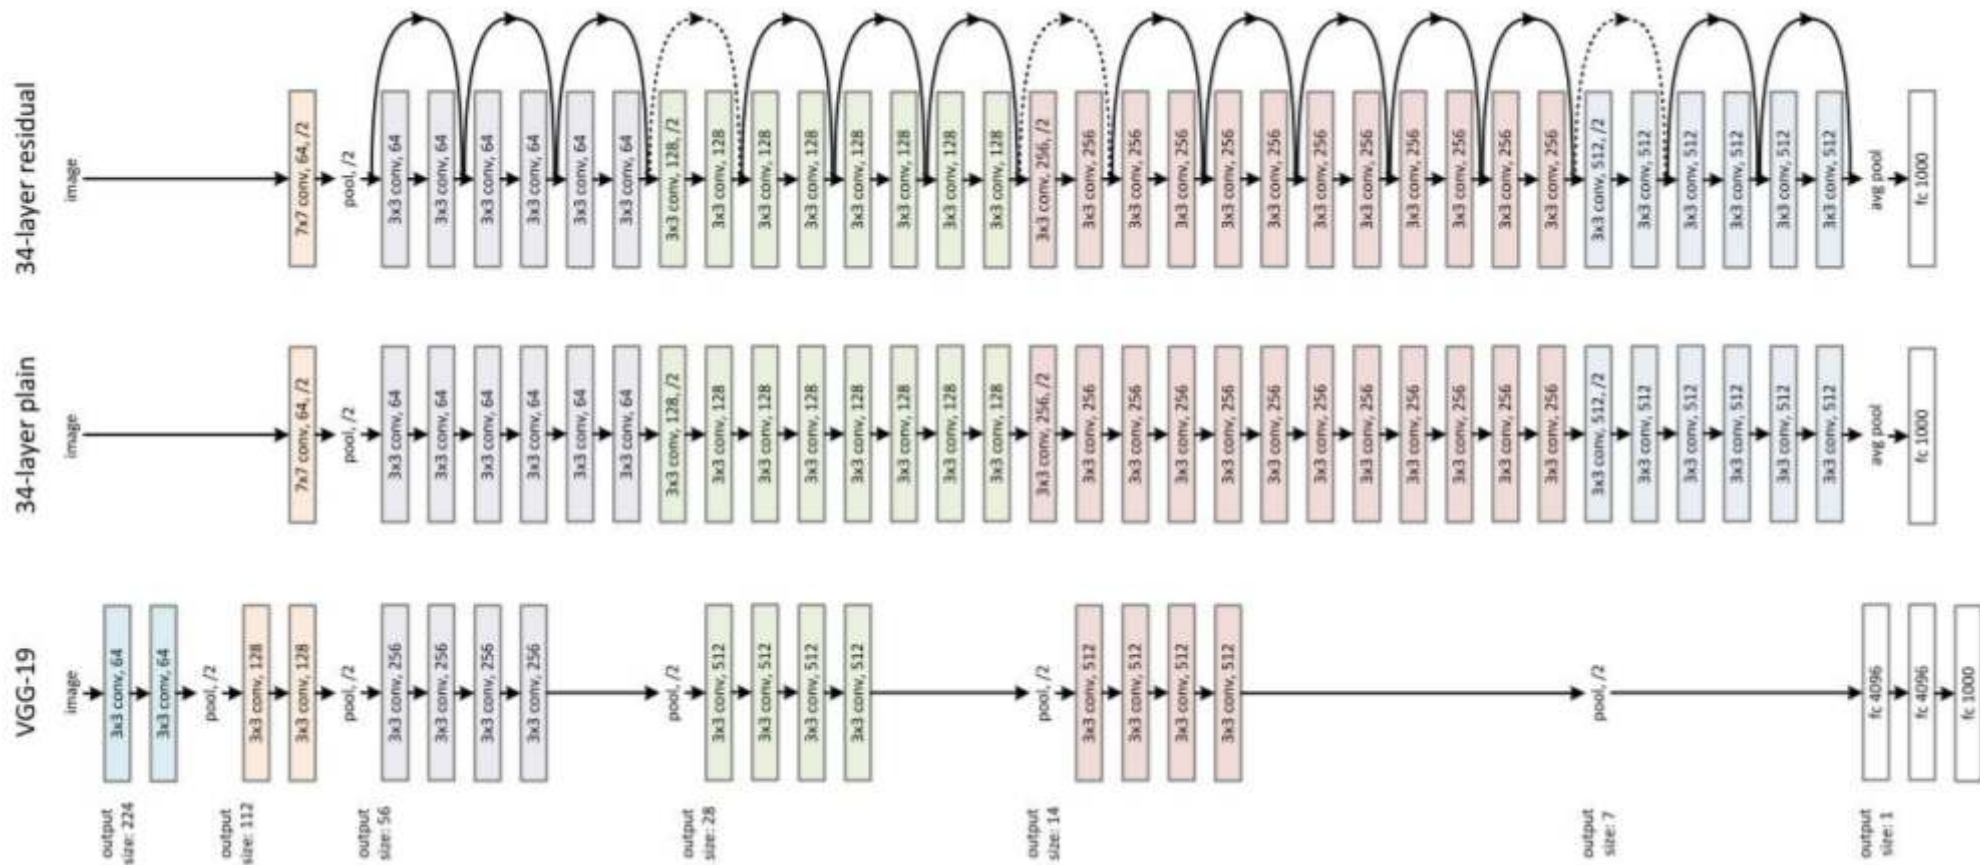 34-layer residual
image
7x7 conv, 64, /2
pool, /2
3x3 conv, 64
3x3 conv, 64
3x3 conv, 64
3x3 conv, 64
3x3 conv, 64
3x3 conv, 64
3x3 conv, 128, /2
3x3 conv, 128
3x3 conv, 128
3x3 conv, 128
3x3 conv, 128
3x3 conv, 128
3x3 conv, 128
3x3 conv, 128
3x3 conv, 256, /2
3x3 conv, 256
3x3 conv, 256
3x3 conv, 256
3x3 conv, 256
3x3 conv, 256
3x3 conv, 256
3x3 conv, 256
3x3 conv, 256
3x3 conv, 256
3x3 conv, 256
3x3 conv, 256
3x3 conv, 512, /2
3x3 conv, 512
3x3 conv, 512
3x3 conv, 512
3x3 conv, 512
3x3 conv, 512
avg pool
fc 1000
34-layer plain
image
7x7 conv, 64, /2
pool, /2
3x3 conv, 64
3x3 conv, 64
3x3 conv, 64
3x3 conv, 64
3x3 conv, 64
3x3 conv, 64
3x3 conv, 128, /2
3x3 conv, 128
3x3 conv, 128
3x3 conv, 128
3x3 conv, 128
3x3 conv, 128
3x3 conv, 128
3x3 conv, 128
3x3 conv, 256, /2
3x3 conv, 256
3x3 conv, 256
3x3 conv, 256
3x3 conv, 256
3x3 conv, 256
3x3 conv, 256
3x3 conv, 256
3x3 conv, 256
3x3 conv, 256
3x3 conv, 256
3x3 conv, 256
3x3 conv, 512, /2
3x3 conv, 512
3x3 conv, 512
3x3 conv, 512
3x3 conv, 512
3x3 conv, 512
avg pool
fc 1000
VGG-19
image
3x3 conv, 64
3x3 conv, 64
pool, /2
3x3 conv, 128
3x3 conv, 128
pool, /2
3x3 conv, 256
3x3 conv, 256
3x3 conv, 256
3x3 conv, 256
pool, /2
3x3 conv, 512
3x3 conv, 512
3x3 conv, 512
3x3 conv, 512
pool, /2
3x3 conv, 512
3x3 conv, 512
3x3 conv, 512
3x3 conv, 512
pool, /2
fc 4096
fc 4096
fc 1000
output
size: 224
output
size: 112
output
size: 56
output
size: 28
output
size: 14
output
size: 7
output
size: 1